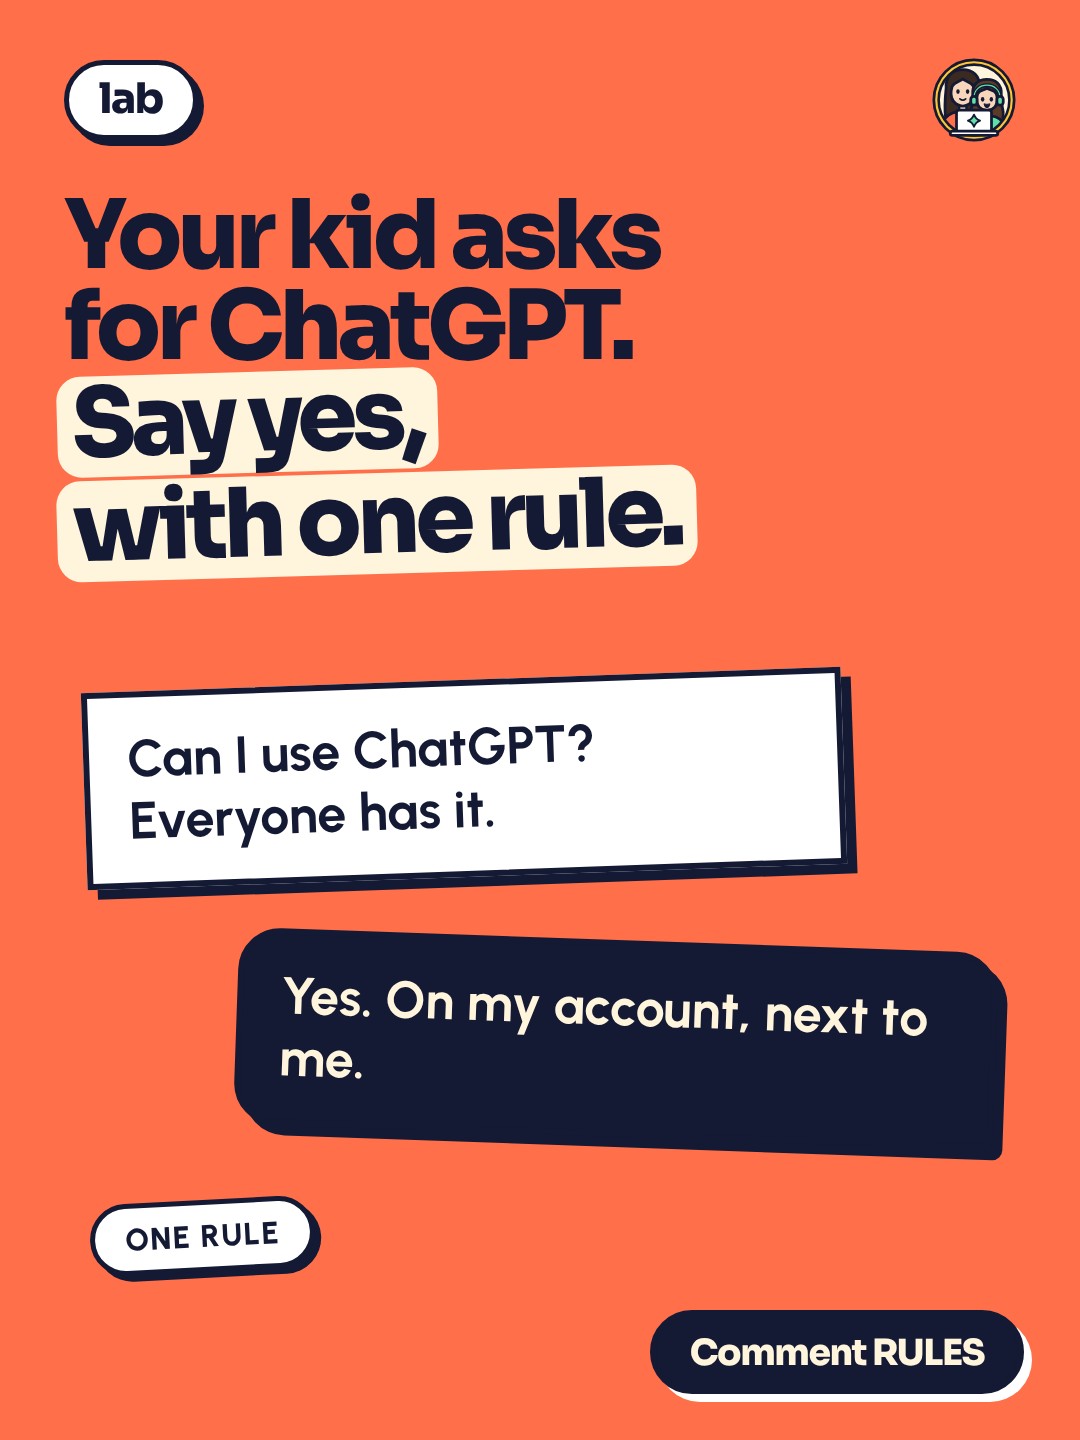 lab
Your kid asks
for ChatGPT.
Say yes,
with one rule.
Can I use ChatGPT?
Everyone has it.
Yes. On my account, next to
me.
ONE RULE
Comment RULES